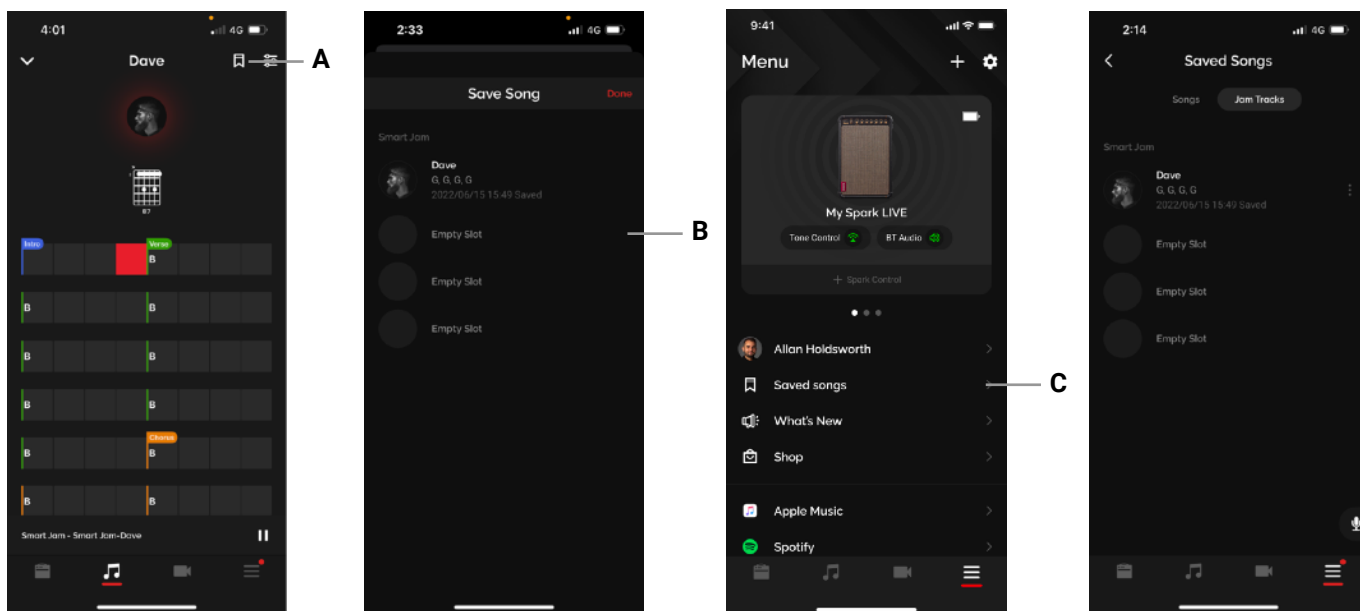 4:01
4G
Dave
A
B7
Intro
Verse
B
B
B
B
B
B
B
B
Chorus
B
B
B
B
Smart Jam - Smart Jam-Dave
2:33
4G
Save Song
Done
Smart Jam
Dave
G, G, G, G
2022/06/15 15:49 Saved
Empty Slot
B
Empty Slot
Empty Slot
9:41
Menu
My Spark LIVE
Tone Control
BT Audio
+ Spark Control
Allan Holdsworth
Saved songs
C
What's New
Shop
Apple Music
Spotify
2:14
4G
Saved Songs
Songs
Jam Tracks
Smart Jam
Dave
G, G, G, G
2022/06/15 15:49 Saved
Empty Slot
Empty Slot
Empty Slot